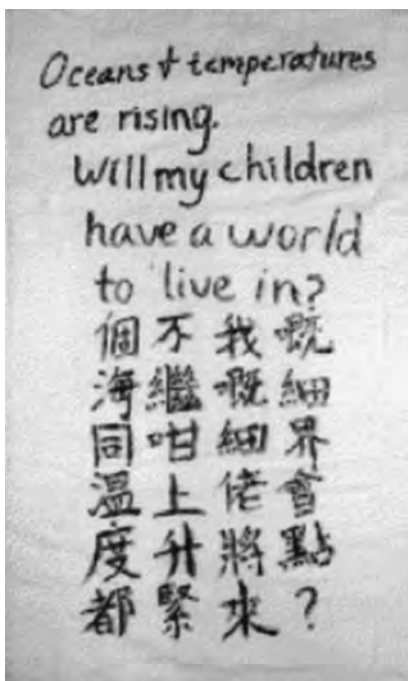 Oceans & temperatures
are rising.
Will my children
have a world
to live in?
個海同溫度都
不繼咁上升緊
我嘅細佬將來
嘅細界會點?